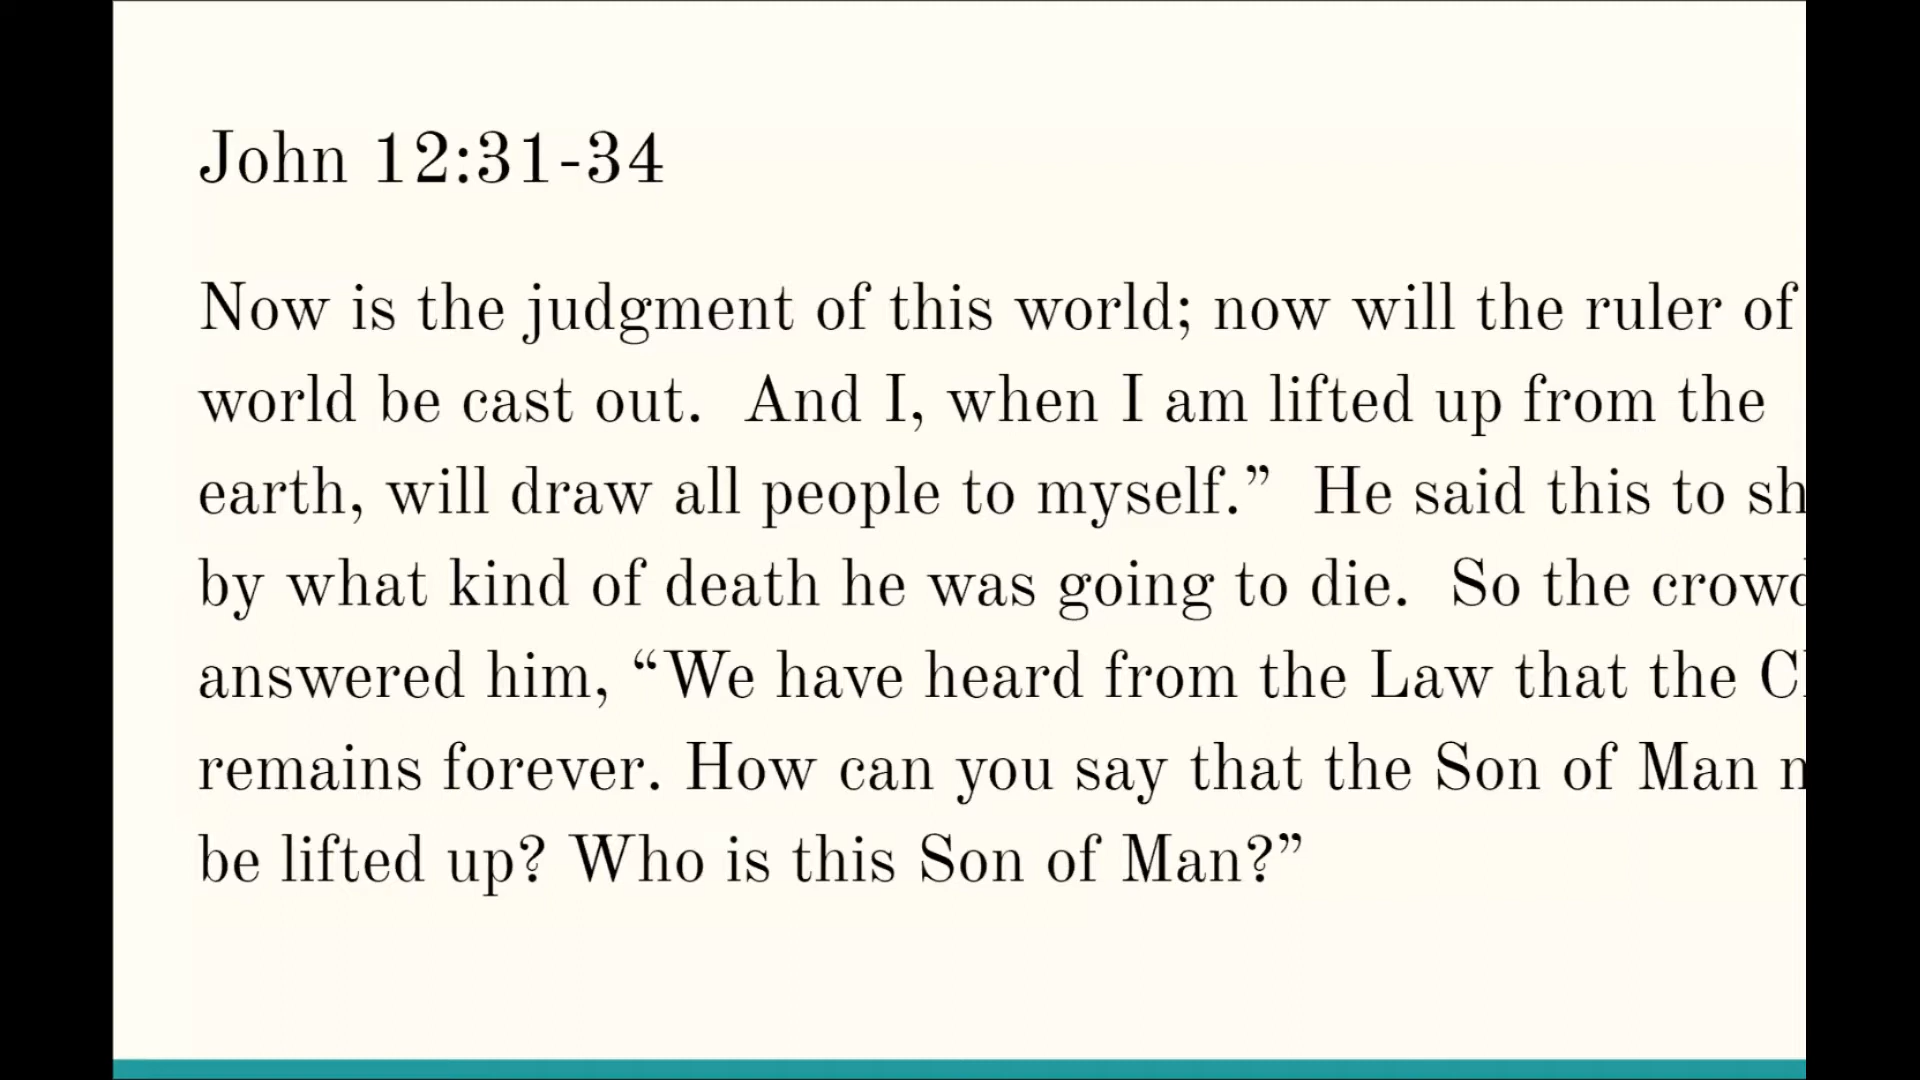 John 12:31-34
Now is the judgment of this world; now will the ruler of
world be cast out.  And I, when I am lifted up from the
earth, will draw all people to myself.”  He said this to sh
by what kind of death he was going to die.  So the crowd
answered him, “We have heard from the Law that the
remains forever. How can you say that the Son of Man
be lifted up? Who is this Son of Man?”